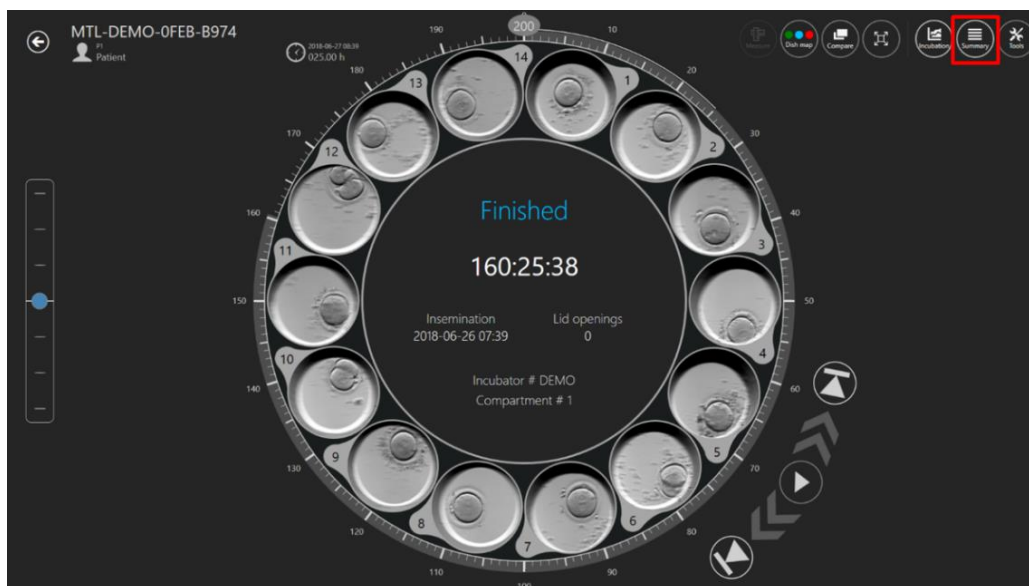 MTL-DEMO-0FEB-B974
P1
Patient
2018-06-27 08:39
025.00 h
Measure
Dish map
Compare
Incubation
Summary
Tools
200
10
20
30
40
50
60
70
80
90
100
110
120
130
140
150
160
170
180
190
1
2
3
4
5
6
7
8
9
10
11
12
13
14
Finished
160:25:38
Insemination Lid openings
2018-06-26 07:39 0
Incubator # DEMO
Compartment # 1